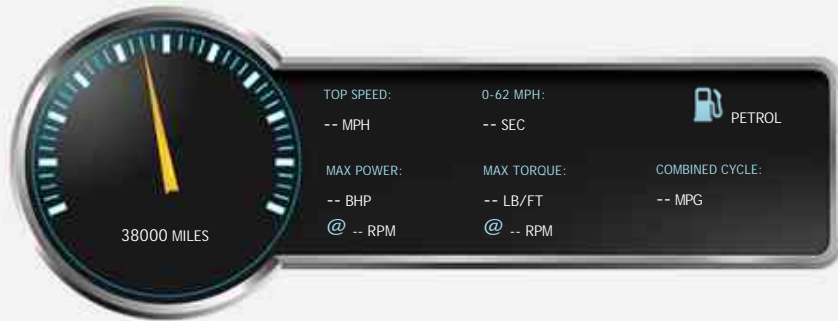 38000 MILES
TOP SPEED:
-- MPH
0-62 MPH:
-- SEC
PETROL
MAX POWER:
-- BHP
@ -- RPM
MAX TORQUE:
-- LB/FT
@ -- RPM
COMBINED CYCLE:
-- MPG